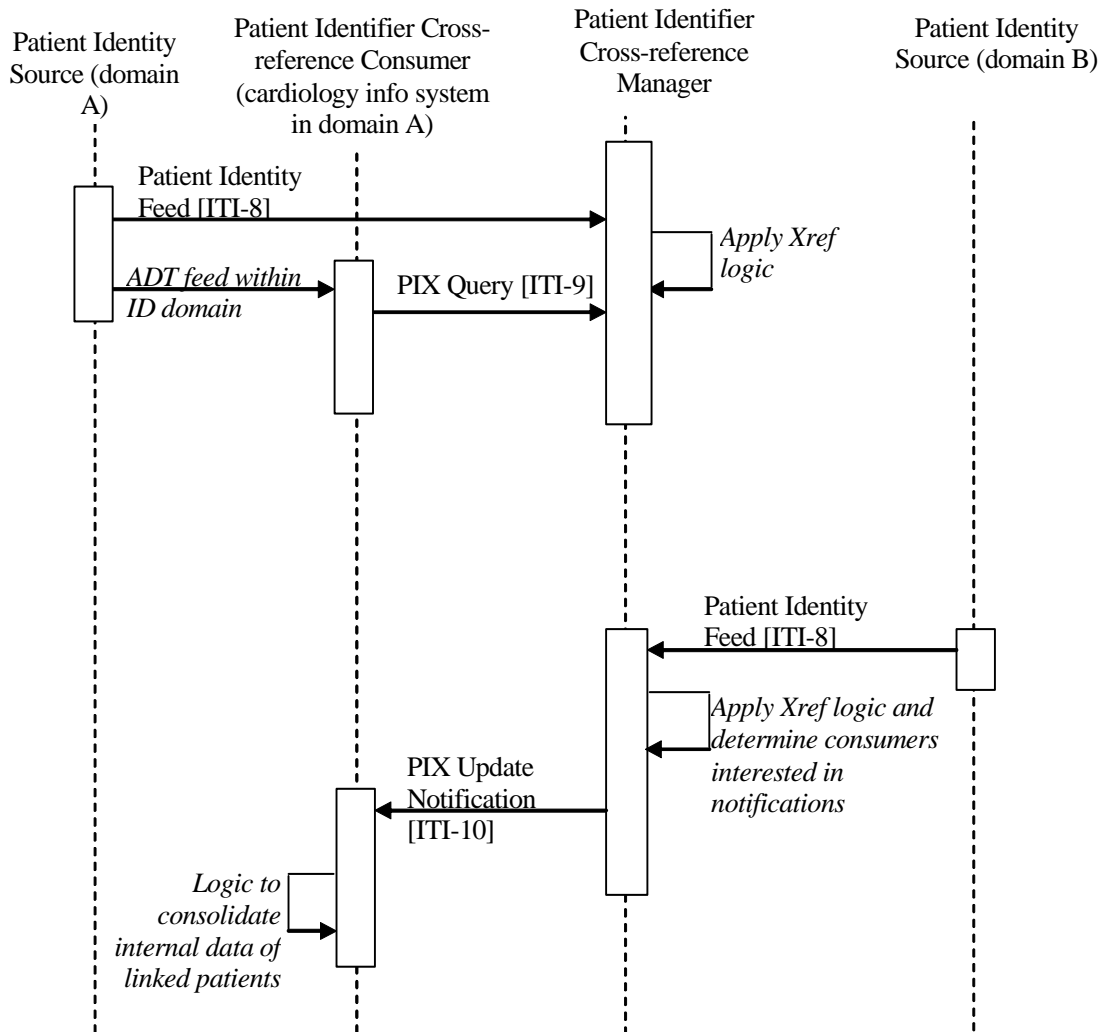 Patient Identity
Source (domain
A)
Patient Identifier Cross-
reference Consumer
(cardiology info system
in domain A)
Patient Identifier
Cross-reference
Manager
Patient Identity
Source (domain B)
Patient Identity
Feed [ITI-8]
Apply Xref
logic
ADT feed within
ID domain
PIX Query [ITI-9]
Patient Identity
Feed [ITI-8]
Apply Xref logic and
determine consumers
interested in
notifications
PIX Update
Notification
[ITI-10]
Logic to
consolidate
internal data of
linked patients